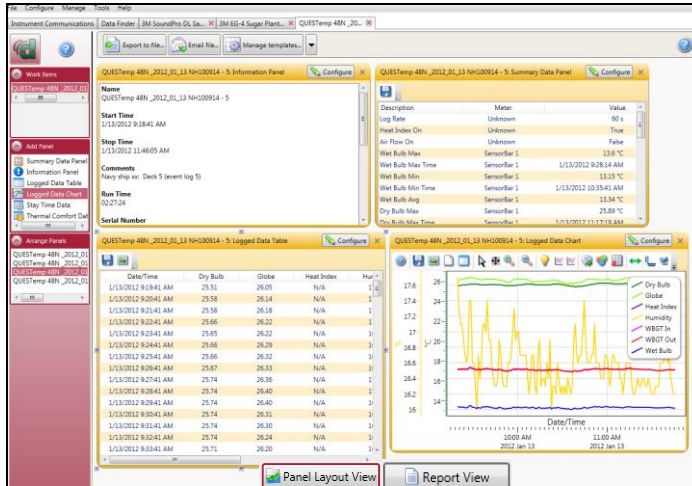 File Configure Manage Tools Help
Instrument Communications Data Finder 3M SoundPro DL Sa... 3M EG-4 Sugar Plant... QUESTemp 48N _20...
Export to file... Email file... Manage templates...
Work Items
QUESTemp 48N _2012_01
Add Panel
Summary Data Panel
Information Panel
Logged Data Table
Logged Data Chart
Stay Time Data
Thermal Comfort Dat
Arrange Panels
QUESTemp 48N _2012_01
QUESTemp 48N _2012_01
QUESTemp 48N _2012_01
QUESTemp 48N _2012_01
QUESTemp 48N _2012_01_13 NH100914 - 5: Information Panel Configure
Name
QUESTemp 48N _2012_01_13 NH100914 - 5
Start Time
1/13/2012 9:18:41 AM
Stop Time
1/13/2012 11:46:05 AM
Comments
Navy ship xx: Deck 5 (event log 5)
Run Time
02:27:24
Serial Number
QUESTemp 48N _2012_01_13 NH100914 - 5: Summary Data Panel Configure
Description Meter Value
Log Rate Unknown 60 s
Heat Index On Unknown True
Air Flow On Unknown False
Wet Bulb Max SensorBar 1 13.6 °C
Wet Bulb Max Time SensorBar 1 1/13/2012 9:28:14 AM
Wet Bulb Min SensorBar 1 13.15 °C
Wet Bulb Min Time SensorBar 1 1/13/2012 10:35:41 AM
Wet Bulb Avg SensorBar 1 13.34 °C
Dry Bulb Max SensorBar 1 25.89 °C
Dry Bulb Max Time SensorBar 1 1/13/2012 11:17:19 AM
QUESTemp 48N _2012_01_13 NH100914 - 5: Logged Data Table Configure
Date/Time Dry Bulb Globe Heat Index Hu
1/13/2012 9:19:41 AM 25.51 26.05 N/A
1/13/2012 9:20:41 AM 25.58 26.14 N/A
1/13/2012 9:21:41 AM 25.58 26.18 N/A
1/13/2012 9:22:41 AM 25.66 26.22 N/A
1/13/2012 9:23:41 AM 25.65 26.22 N/A
1/13/2012 9:24:41 AM 25.66 26.29 N/A
1/13/2012 9:25:41 AM 25.66 26.32 N/A
1/13/2012 9:26:41 AM 25.67 26.33 N/A
1/13/2012 9:27:41 AM 25.74 26.36 N/A
1/13/2012 9:28:41 AM 25.74 26.40 N/A
1/13/2012 9:29:41 AM 25.74 26.40 N/A
1/13/2012 9:30:41 AM 25.74 26.31 N/A
1/13/2012 9:31:41 AM 25.74 26.30 N/A
1/13/2012 9:32:41 AM 25.74 26.24 N/A
1/13/2012 9:33:41 AM 25.71 26.20 N/A
QUESTemp 48N _2012_01_13 NH100914 - 5: Logged Data Chart Configure
17.6
17.4
17.2
17
16.8
16.6
16.4
16.2
16
°C
26
24
22
20
18
16
14
Dry Bulb
Globe
Heat Index
Humidity
WBGT In
WBGT Out
Wet Bulb
Date/Time
10:00 AM 11:00 AM
2012 Jan 13 2012 Jan 13
Panel Layout View Report View